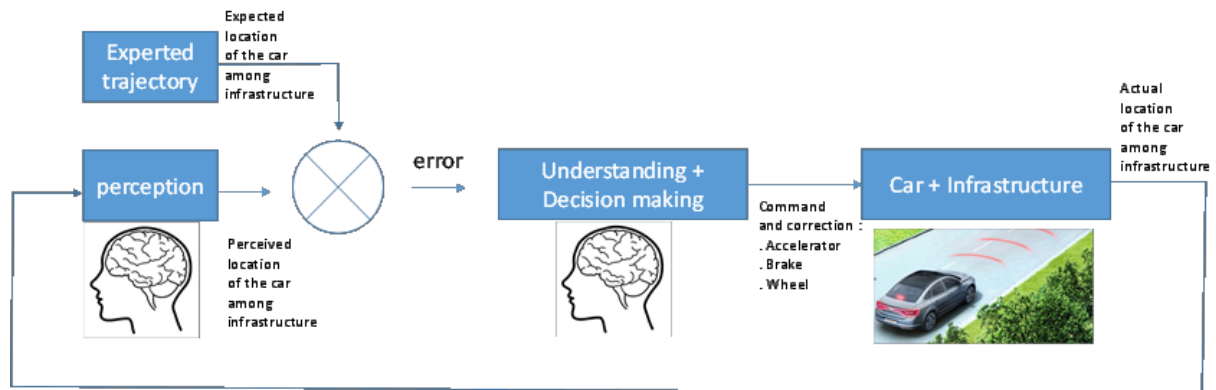 Experted
trajectory
Expected
location
of the car
among
infrastructure
perception
Perceived
location
of the car
among
infrastructure
error
Understanding +
Decision making
Command
and correction :
. Accelerator
. Brake
. Wheel
Car + Infrastructure
Actual
location
of the car
among
infrastructure